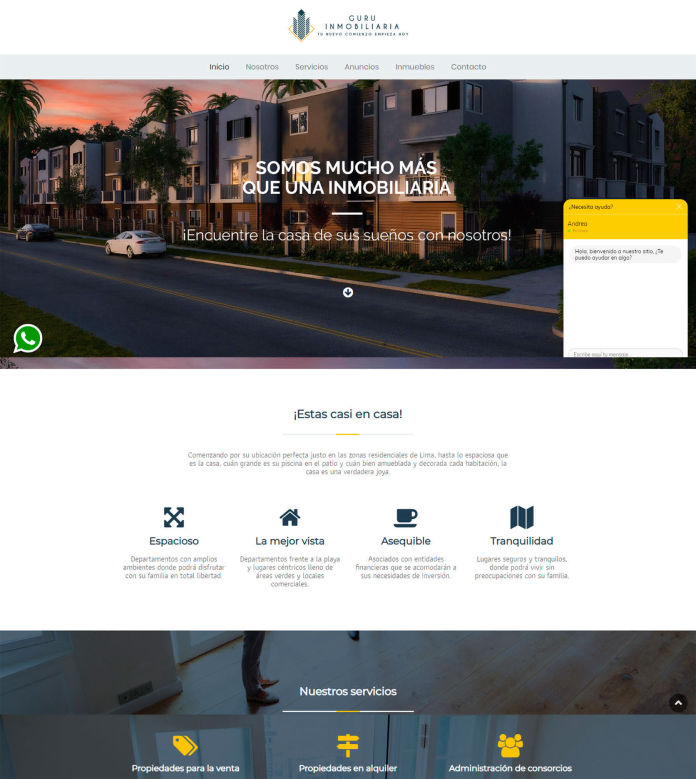 GURU
INMOBILIARIA
TU NUEVO COMIENZO EMPIEZA HOY
Inicio
Nosotros
Servicios
Anuncios
Inmuebles
Contacto
SOMOS MUCHO MÁS
QUE UNA INMOBILIARIA
¡Encuentre la casa de sus sueños con nosotros!
¿Necesita ayuda?
Andrea
Hola, bienvenido a nuestro sitio, ¿Te
puedo ayudar en algo?
Escribe aquí tu mensaje
¡Estas casi en casa!
Comenzando por su ubicación perfecta justo en las zonas residenciales de Lima, hasta lo espaciosa que
es la casa, cuán grande es su piscina en el patio y cuán bien amueblada y decorada cada habitación, la
casa es una verdadera joya.
Espacioso
Departamentos con amplios
ambientes donde podrá disfrutar
con su familia en total libertad.
La mejor vista
Departamentos frente a la playa
y lugares céntricos lleno de
áreas verdes y locales
comerciales.
Asequible
Asociados con entidades
financieras que se acomodarán a
sus necesidades de inversión.
Tranquilidad
Lugares seguros y tranquilos,
donde podrá vivir sin
preocupaciones con su familia.
Nuestros servicios
Propiedades para la venta
Propiedades en alquiler
Administración de consorcios